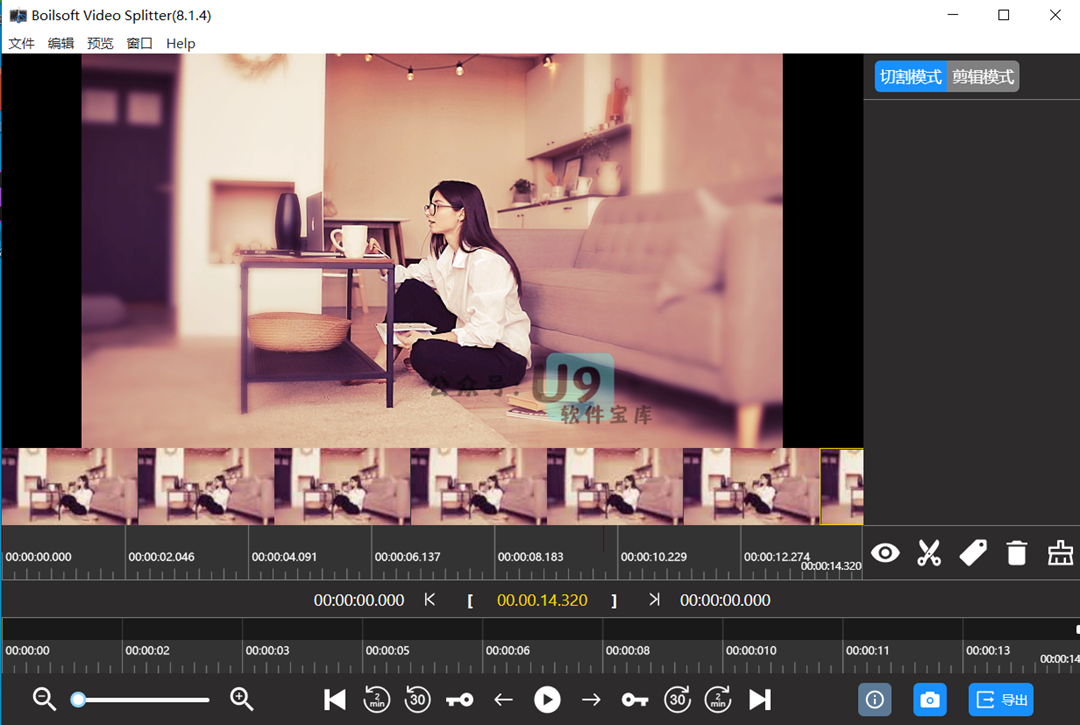 Boilsoft Video Splitter(8.1.4)
文件 编辑 预览 窗口 Help
切割模式 剪辑模式
公众号:
U9
软件宝库
00:00:00.000 00:00:02.046 00:00:04.091 00:00:06.137 00:00:08.183 00:00:10.229 00:00:12.274 00:00:14.320
00:00:00.000 [ 00.00.14.320 ] 00:00:00.000
00:00:00 00:00:02 00:00:03 00:00:05 00:00:06 00:00:08 00:00:010 00:00:11 00:00:13 00:00:14
2 min 30 30 2 min 导出